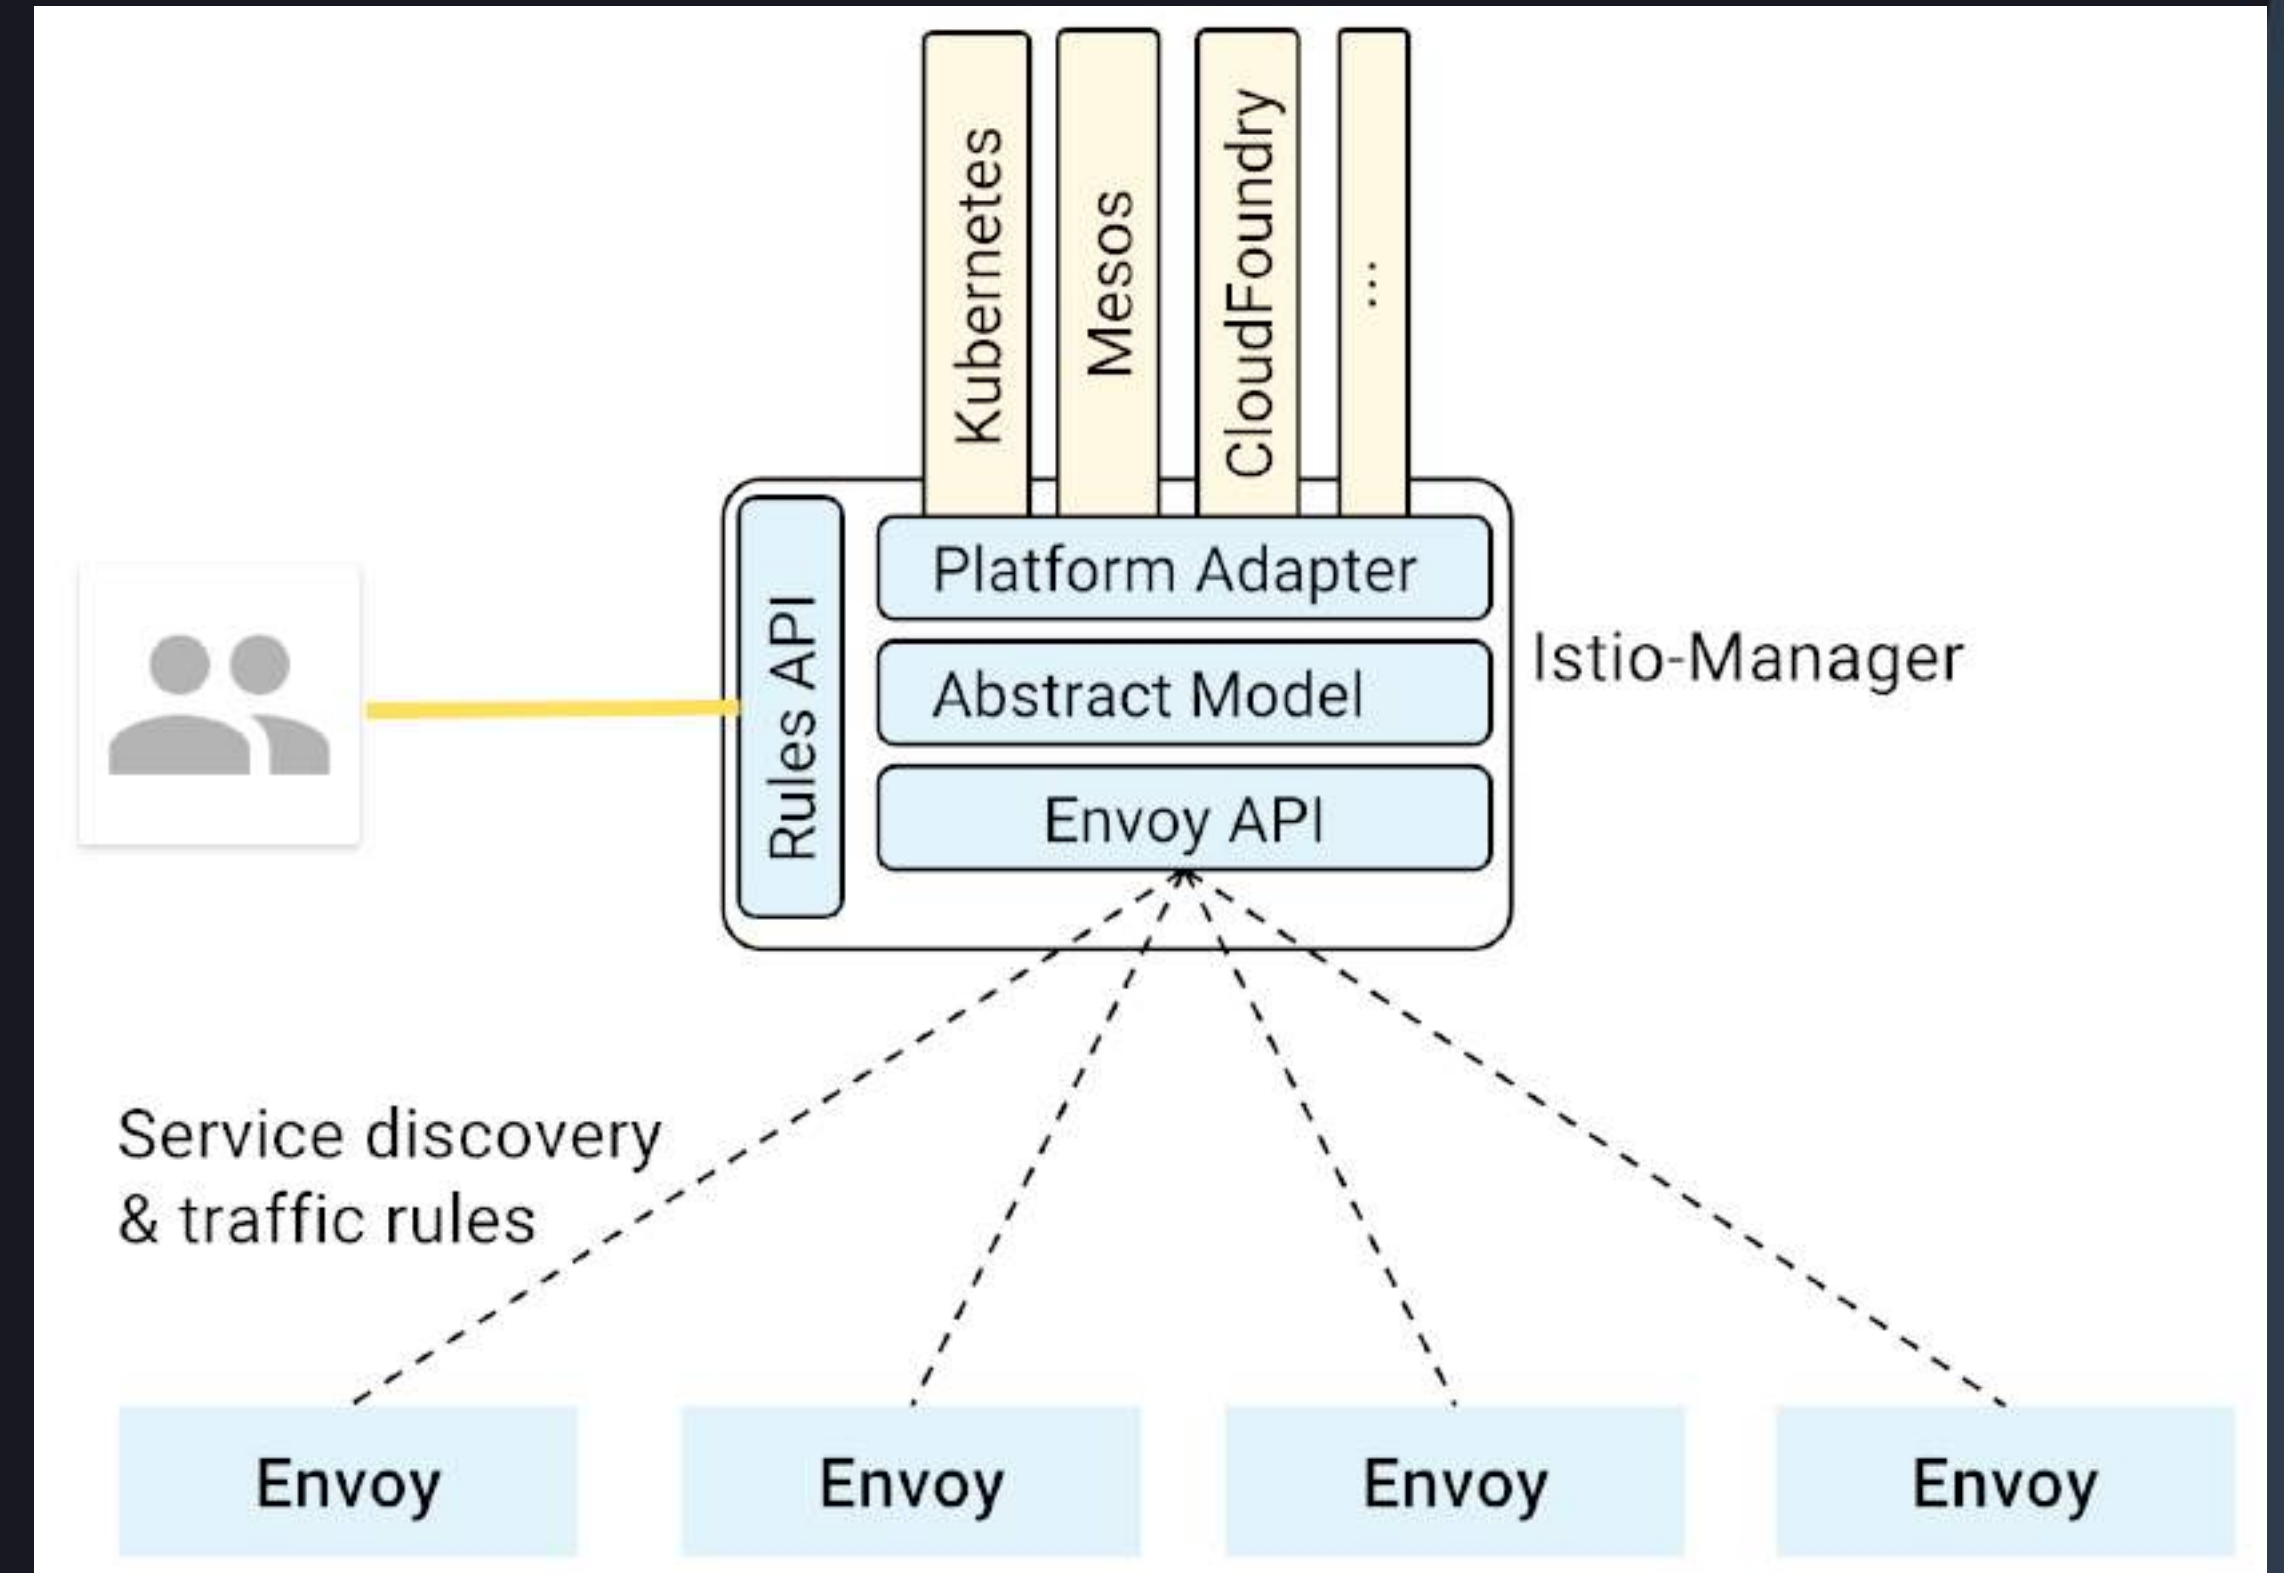 Kubernetes
Mesos
CloudFoundry
...
Rules API
Platform Adapter
Abstract Model
Envoy API
Istio-Manager
Service discovery
& traffic rules
Envoy
Envoy
Envoy
Envoy